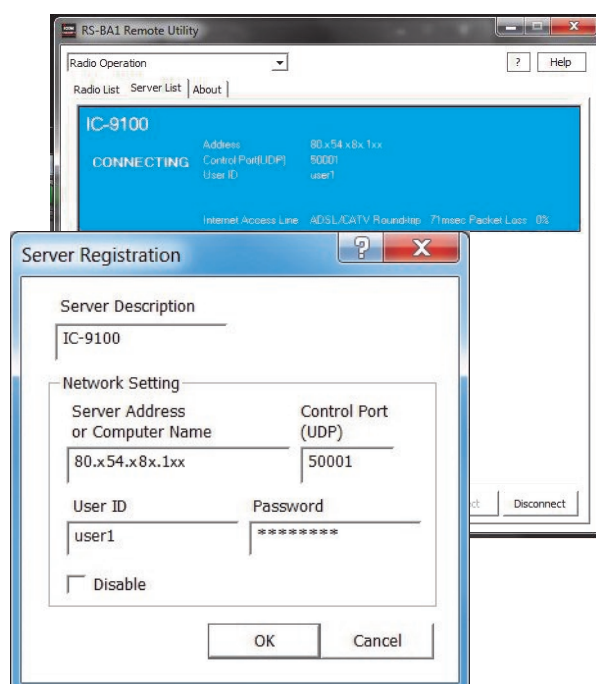 RS-BA1 Remote Utility
Radio Operation
? Help
Radio List Server List About
IC-9100
Address 80.x54.x8x.1xx
CONNECTING Control Port(UDP) 50001
User ID user1
Internet Access Line ADSL/CATV Round-trip 71msec Packet Loss 0%
Server Registration
Server Description
IC-9100
Network Setting
Server Address
or Computer Name
Control Port
(UDP)
80.x54.x8x.1xx 50001
User ID Password
user1 ********
Disable
OK Cancel
Disconnect